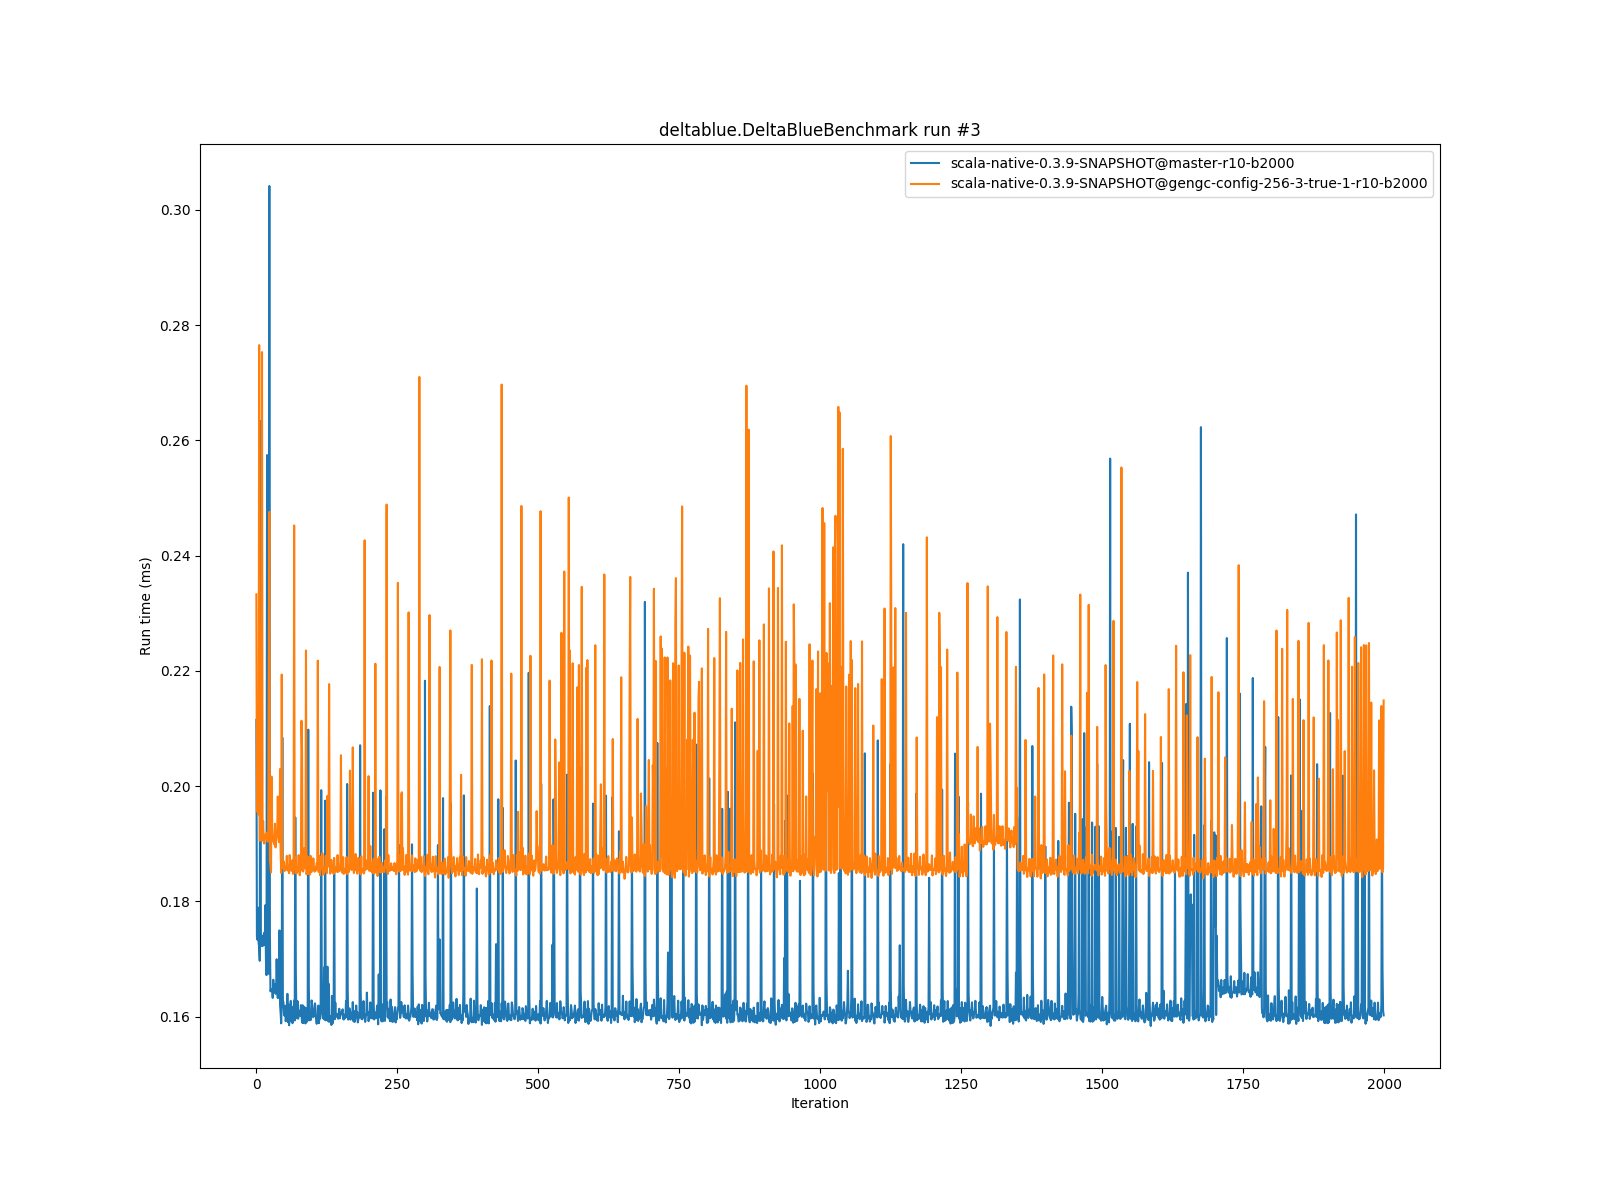 deltablue.DeltaBlueBenchmark run #3
scala-native-0.3.9-SNAPSHOT@master-r10-b2000
scala-native-0.3.9-SNAPSHOT@gengc-config-256-3-true-1-r10-b2000
0.30
0.28
0.26
0.24
0.22
0.20
0.18
0.16
Run time (ms)
0 250 500 750 1000 1250 1500 1750 2000
Iteration